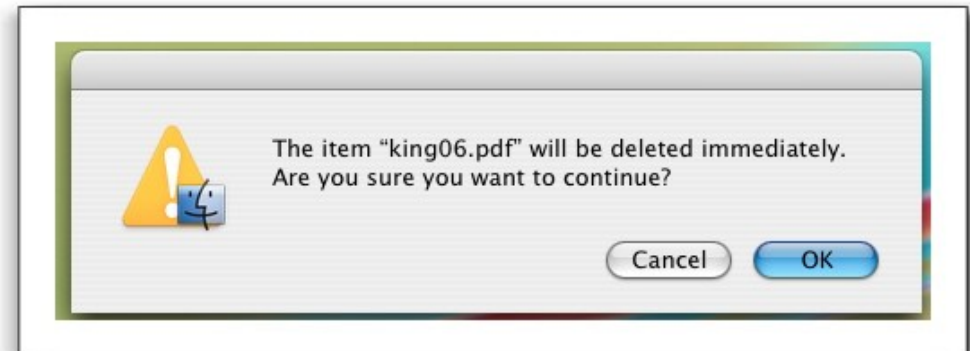 The item “king06.pdf” will be deleted immediately.
Are you sure you want to continue?
Cancel OK